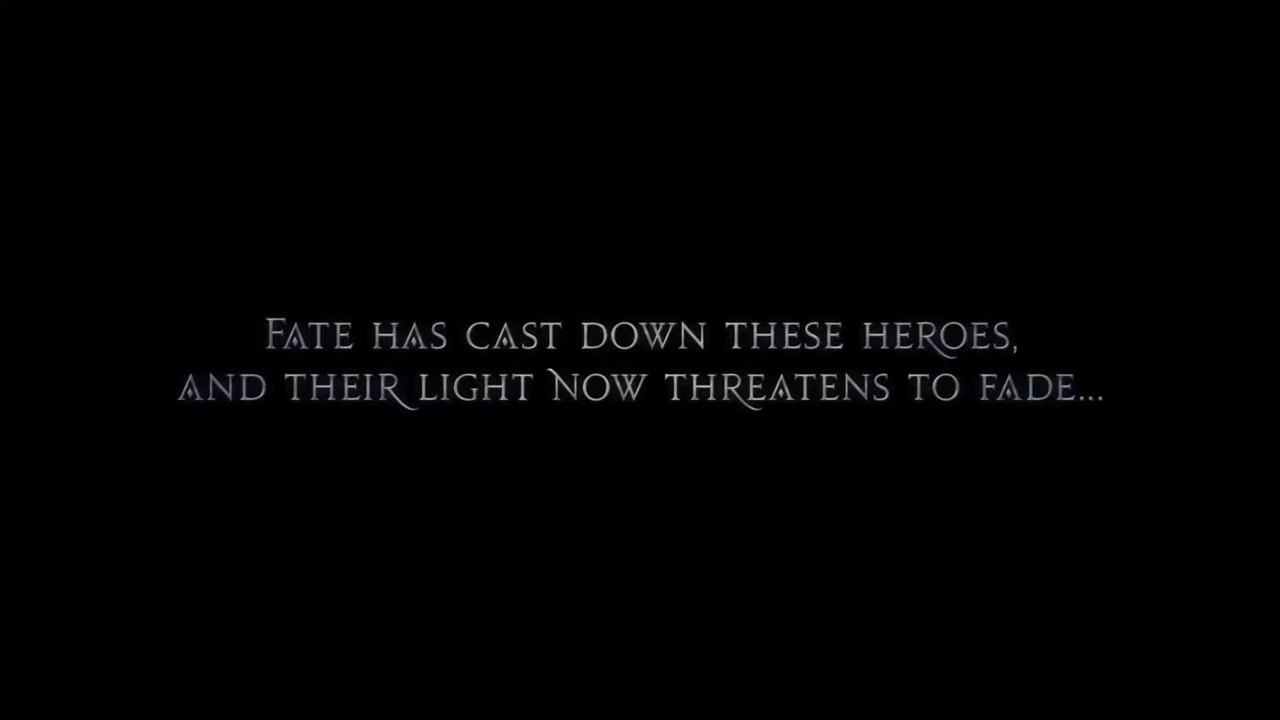 Fate has cast down these heroes,
and their light now threatens to fade...